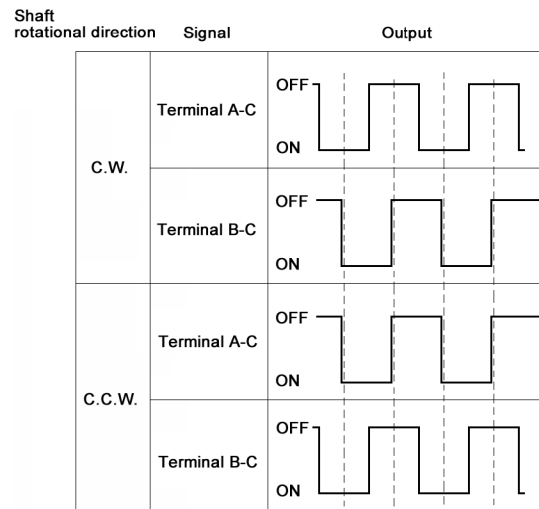 Shaft
rotational direction Signal Output
C.W.
Terminal A-C
OFF
ON
Terminal B-C
OFF
ON
C.C.W.
Terminal A-C
OFF
ON
Terminal B-C
OFF
ON